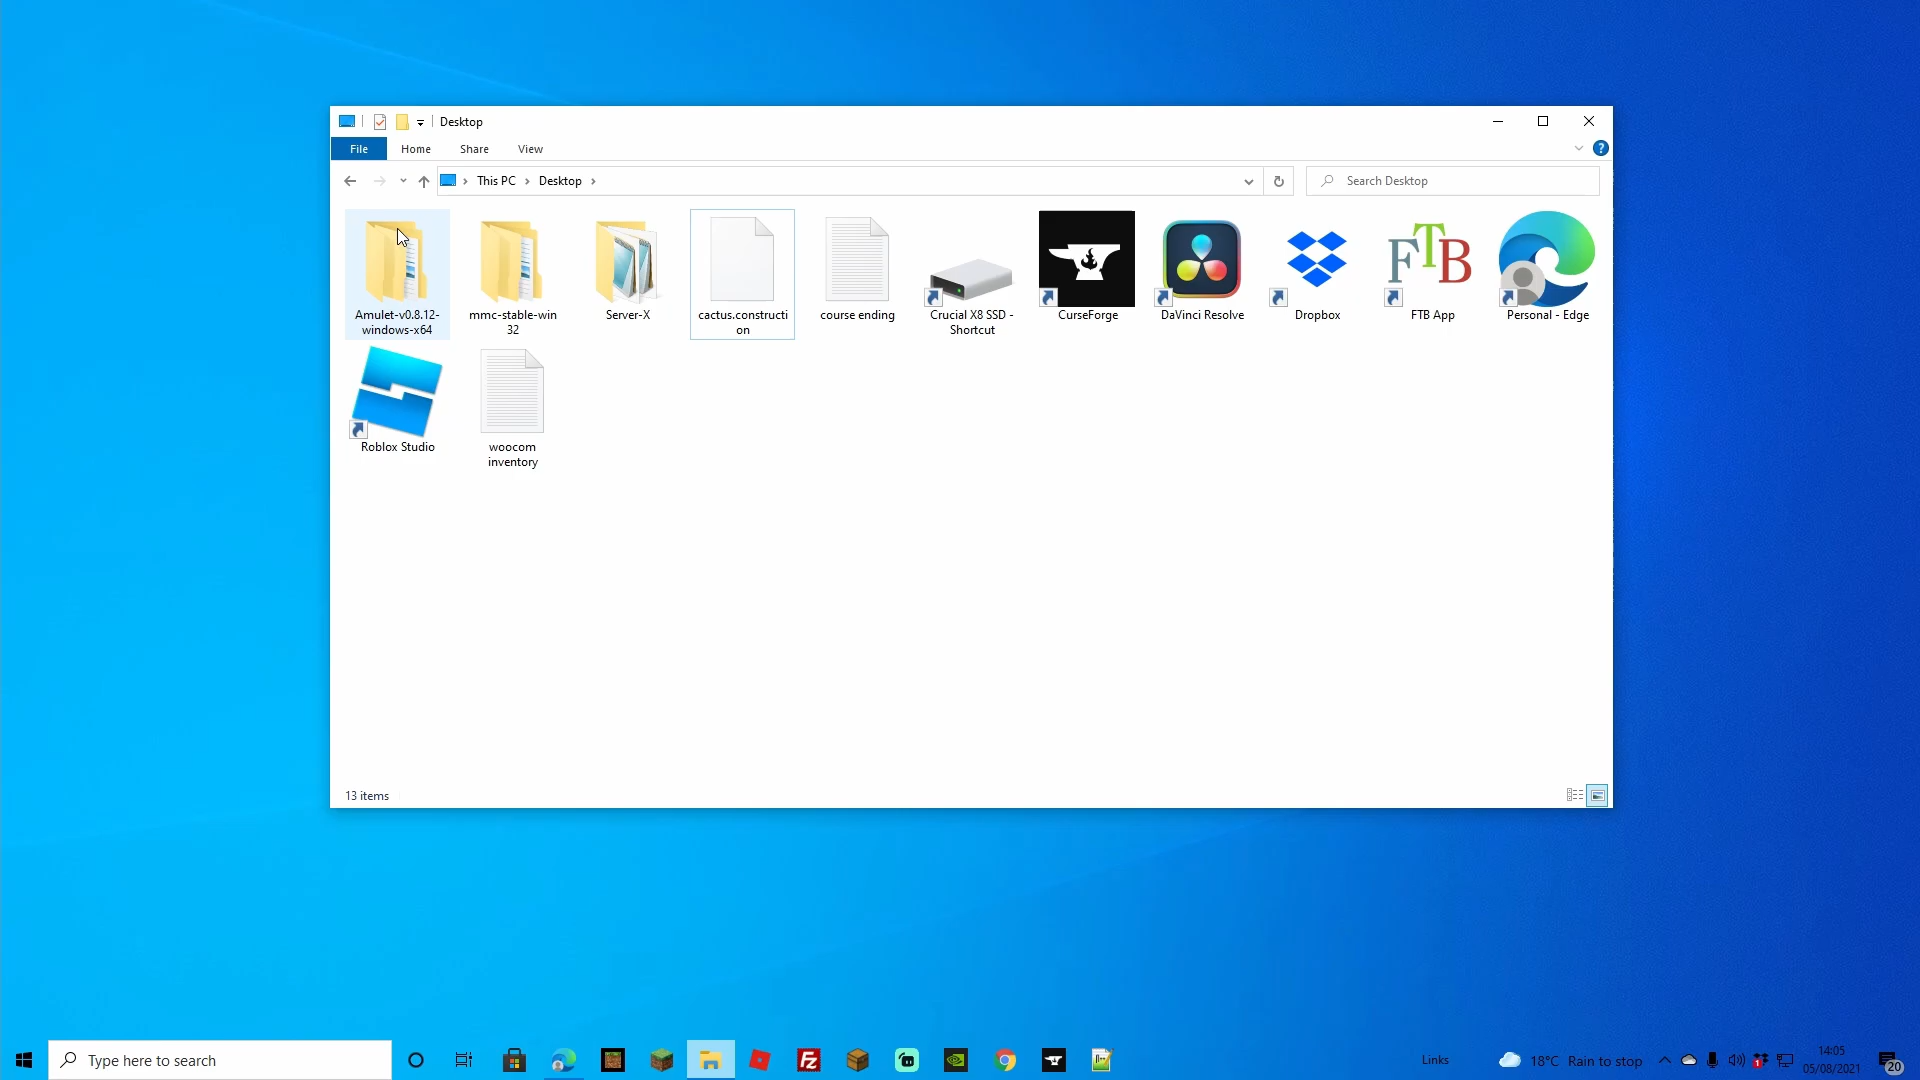 Desktop
File Home Share View
This PC Desktop
Search Desktop
Amulet-v0.8.12-
windows-x64
mmc-stable-win
32
Server-X
cactus.constructi
on
course ending
Crucial X8 SSD -
Shortcut
CurseForge
DaVinci Resolve
Dropbox
FTB
FTB App
Personal - Edge
Roblox Studio
woocom
inventory
13 items
Type here to search
Fz
Links
18°C Rain to stop
1
14:05
05/08/2021
20